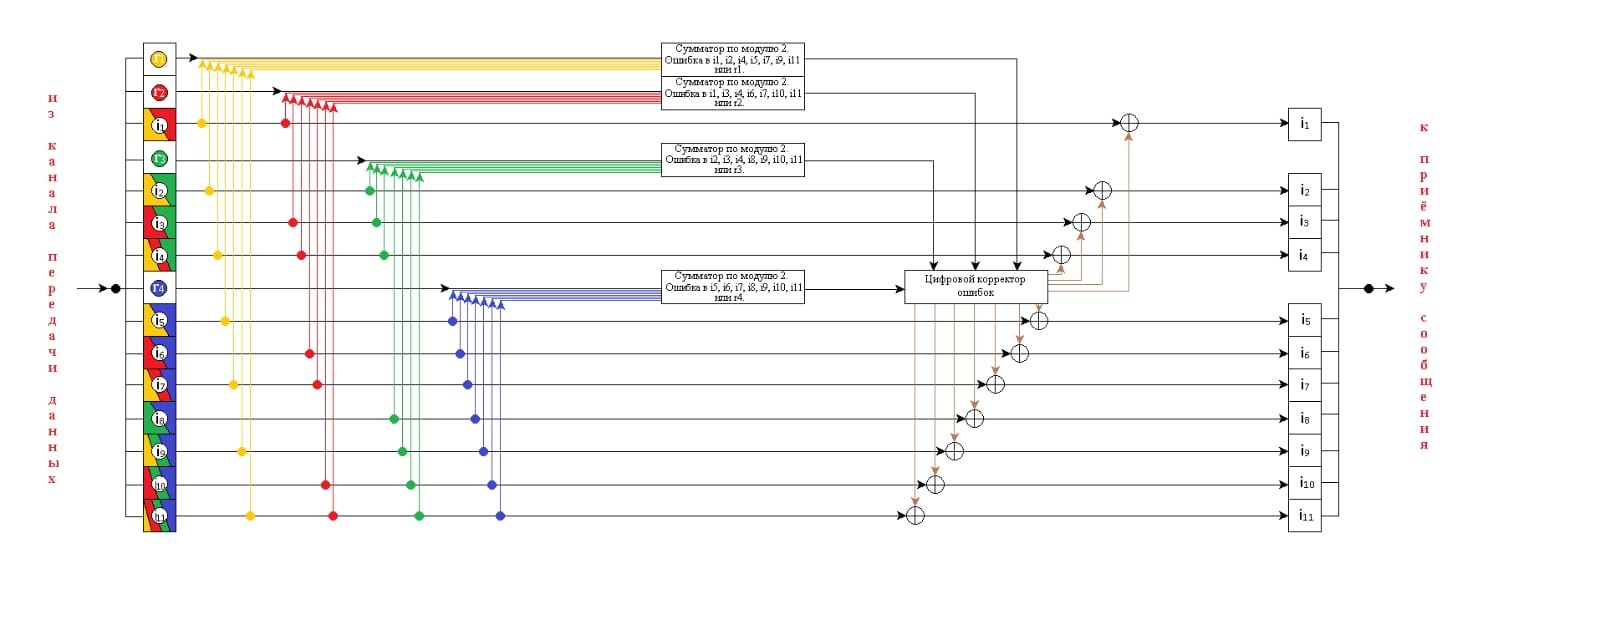 из канала передачи данных
r1
r2
i1
r3
i2
i3
i4
r4
i5
i6
i7
i8
i9
i10
i11
Сумматор по модулю 2.
Ошибка в i1, i2, i4, i5, i7, i9, i11
или r1.
Сумматор по модулю 2.
Ошибка в i1, i3, i4, i6, i7, i10, i11
или r2.
Сумматор по модулю 2.
Ошибка в i2, i3, i4, i8, i9, i10, i11
или r3.
Сумматор по модулю 2.
Ошибка в i5, i6, i7, i8, i9, i10, i11
или r4.
Цифровой корректор
ошибок
i1
i2
i3
i4
i5
i6
i7
i8
i9
i10
i11
к приёмнику сообщения